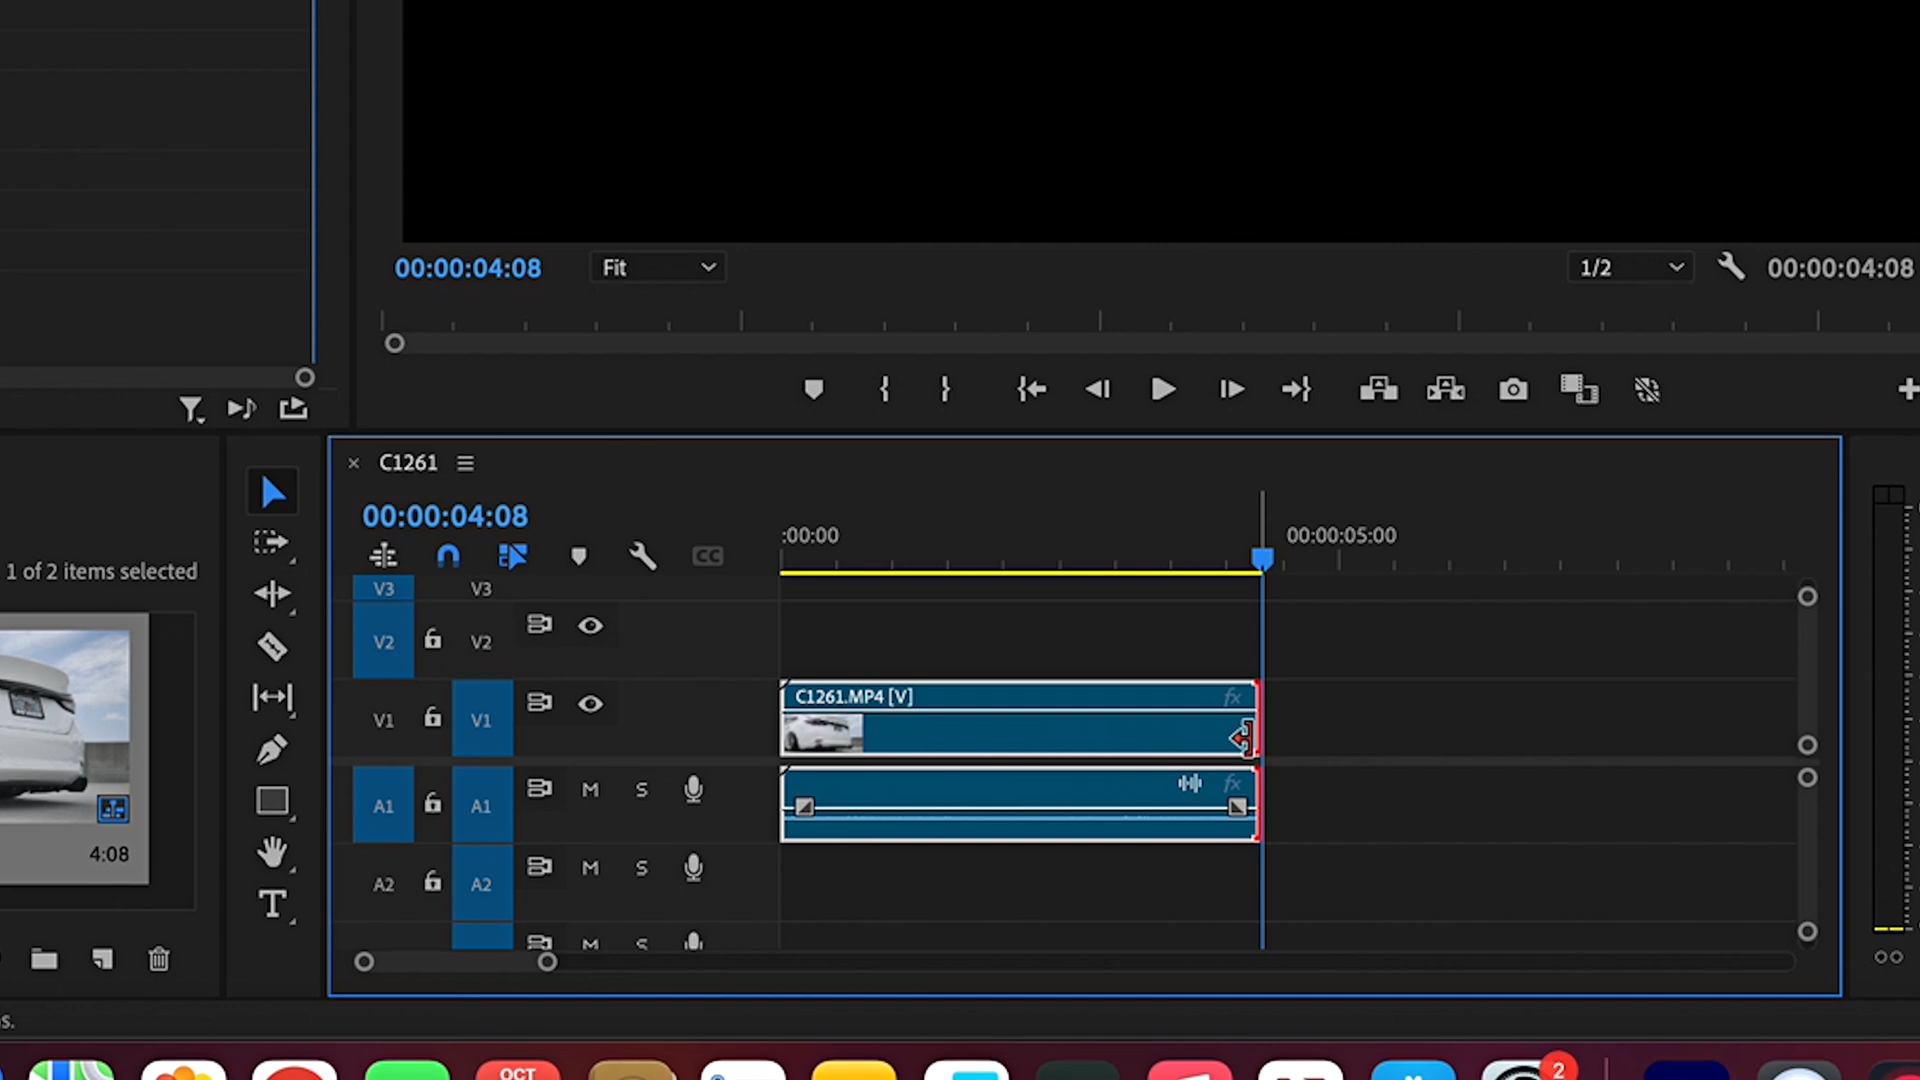 00:00:04:08
Fit
1/2
00:00:04:08
C1261
00:00:04:08
:00:00
00:00:05:00
CC
1 of 2 items selected
4:08
V3
V3
V2
V2
V1
V1
C1261.MP4 [V]
fx
A1
A1
M
S
fx
A2
A2
M
S
M
S
T
s.
OCT
2